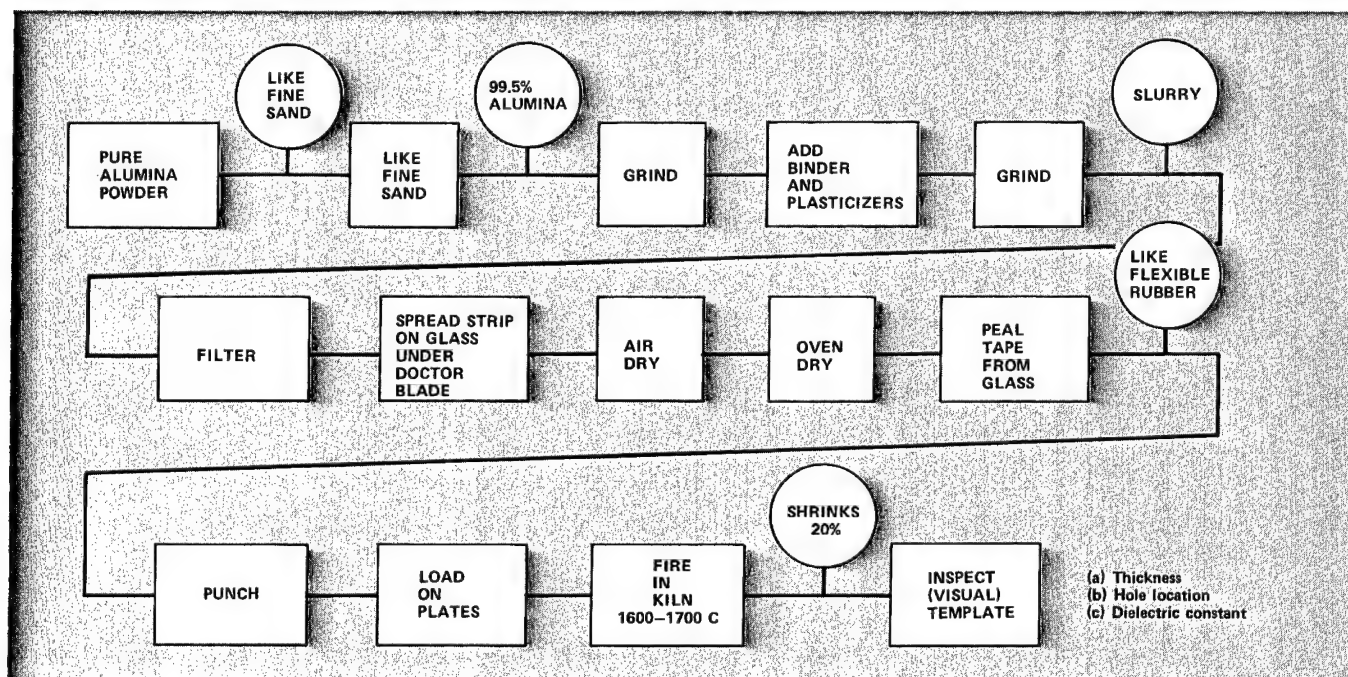 LIKE
FINE
SAND
99.5%
ALUMINA
SLURRY
PURE
ALUMINA
POWDER
LIKE
FINE
SAND
GRIND
ADD
BINDER
AND
PLASTICIZERS
GRIND
LIKE
FLEXIBLE
RUBBER
FILTER
SPREAD STRIP
ON GLASS
UNDER
DOCTOR
BLADE
AIR
DRY
OVEN
DRY
PEAL
TAPE
FROM
GLASS
SHRINKS
20%
PUNCH
LOAD
ON
PLATES
FIRE
IN
KILN
1600–1700 C
INSPECT
(VISUAL)
TEMPLATE
(a) Thickness
(b) Hole location
(c) Dielectric constant